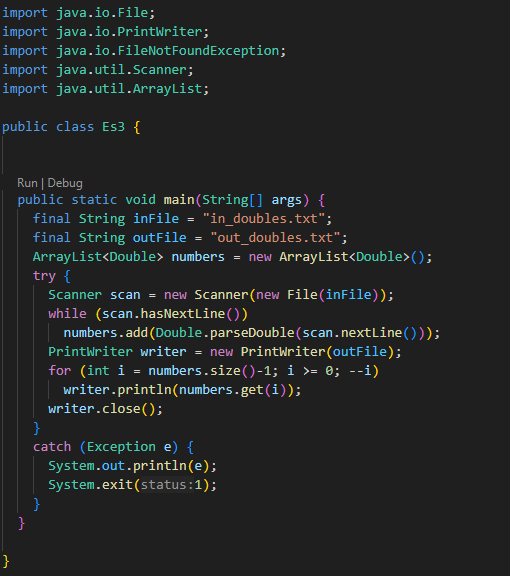 import java.io.File;
import java.io.PrintWriter;
import java.io.FileNotFoundException;
import java.util.Scanner;
import java.util.ArrayList;
public class Es3 {
Run | Debug
public static void main(String[] args) {
final String inFile = "in_doubles.txt";
final String outFile = "out_doubles.txt";
ArrayList<Double> numbers = new ArrayList<Double>();
try {
Scanner scan = new Scanner(new File(inFile));
while (scan.hasNextLine())
numbers.add(Double.parseDouble(scan.nextLine()));
PrintWriter writer = new PrintWriter(outFile);
for (int i = numbers.size()-1; i >= 0; --i)
writer.println(numbers.get(i));
writer.close();
}
catch (Exception e) {
System.out.println(e);
System.exit(status:1);
}
}
}